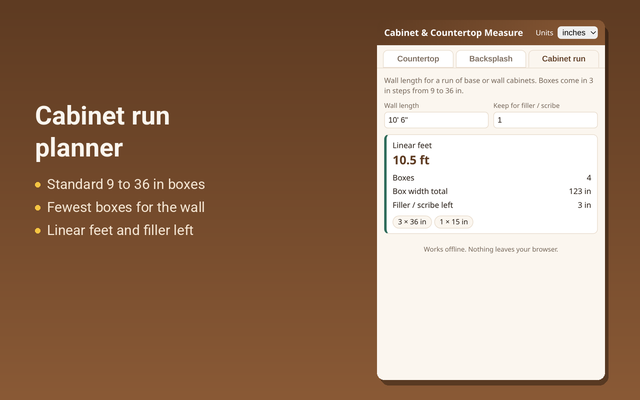 Cabinet run
planner
Standard 9 to 36 in boxes
Fewest boxes for the wall
Linear feet and filler left
Cabinet & Countertop Measure
Units
inches
Countertop
Backsplash
Cabinet run
Wall length for a run of base or wall cabinets. Boxes come in 3
in steps from 9 to 36 in.
Wall length
Keep for filler / scribe
10' 6"
1
Linear feet
10.5 ft
Boxes 4
Box width total 123 in
Filler / scribe left 3 in
3 × 36 in
1 × 15 in
Works offline. Nothing leaves your browser.